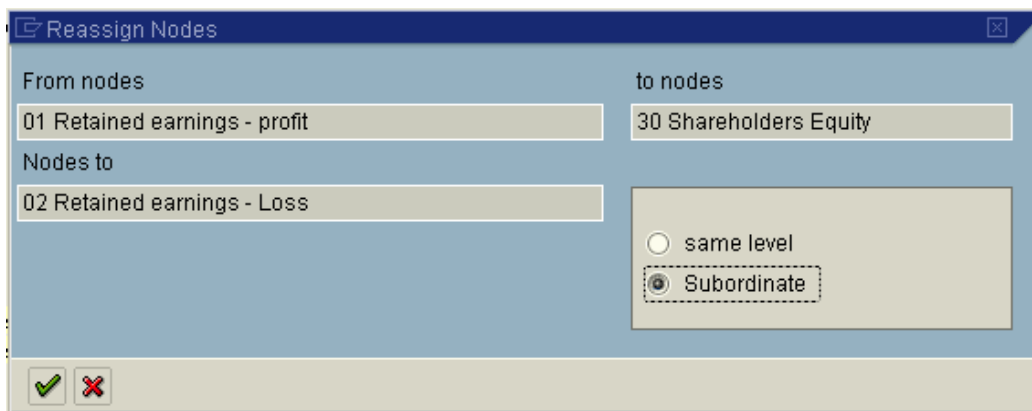 Reassign Nodes
From nodes
to nodes
01 Retained earnings - profit
30 Shareholders Equity
Nodes to
02 Retained earnings - Loss
same level
Subordinate